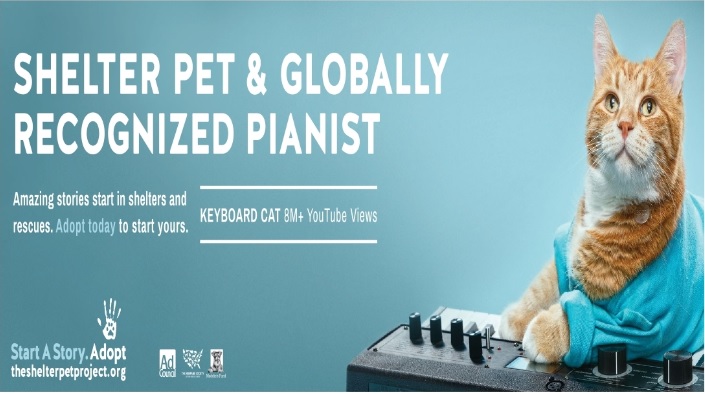 SHELTER PET & GLOBALLY
RECOGNIZED PIANIST
Amazing stories start in shelters and
rescues. Adopt today to start yours.
KEYBOARD CAT 8M+ YouTube Views
Start A Story. Adopt
theshelterpetproject.org
Ad
Council